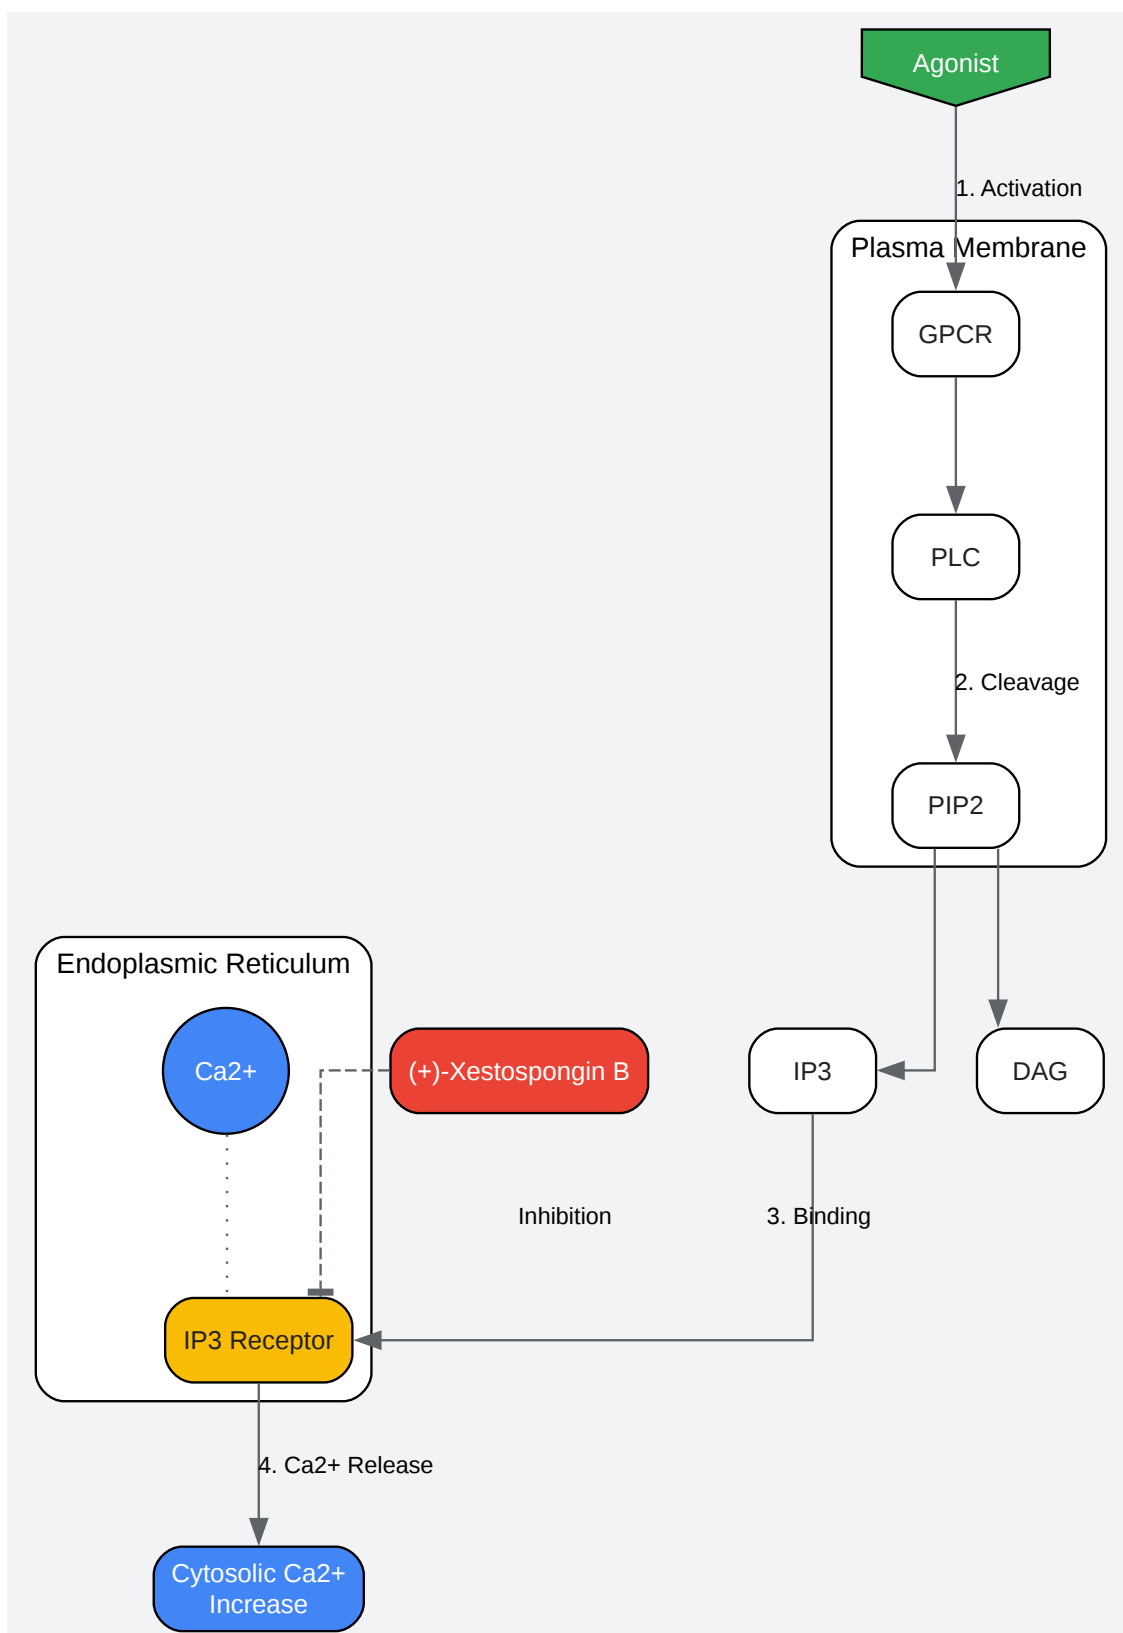 Agonist
1. Activation
Plasma Membrane
GPCR
PLC
2. Cleavage
PIP2
Endoplasmic Reticulum
Ca2+
(+)-Xestospongin B
IP3
DAG
Inhibition
3. Binding
IP3 Receptor
4. Ca2+ Release
Cytosolic Ca2+
Increase